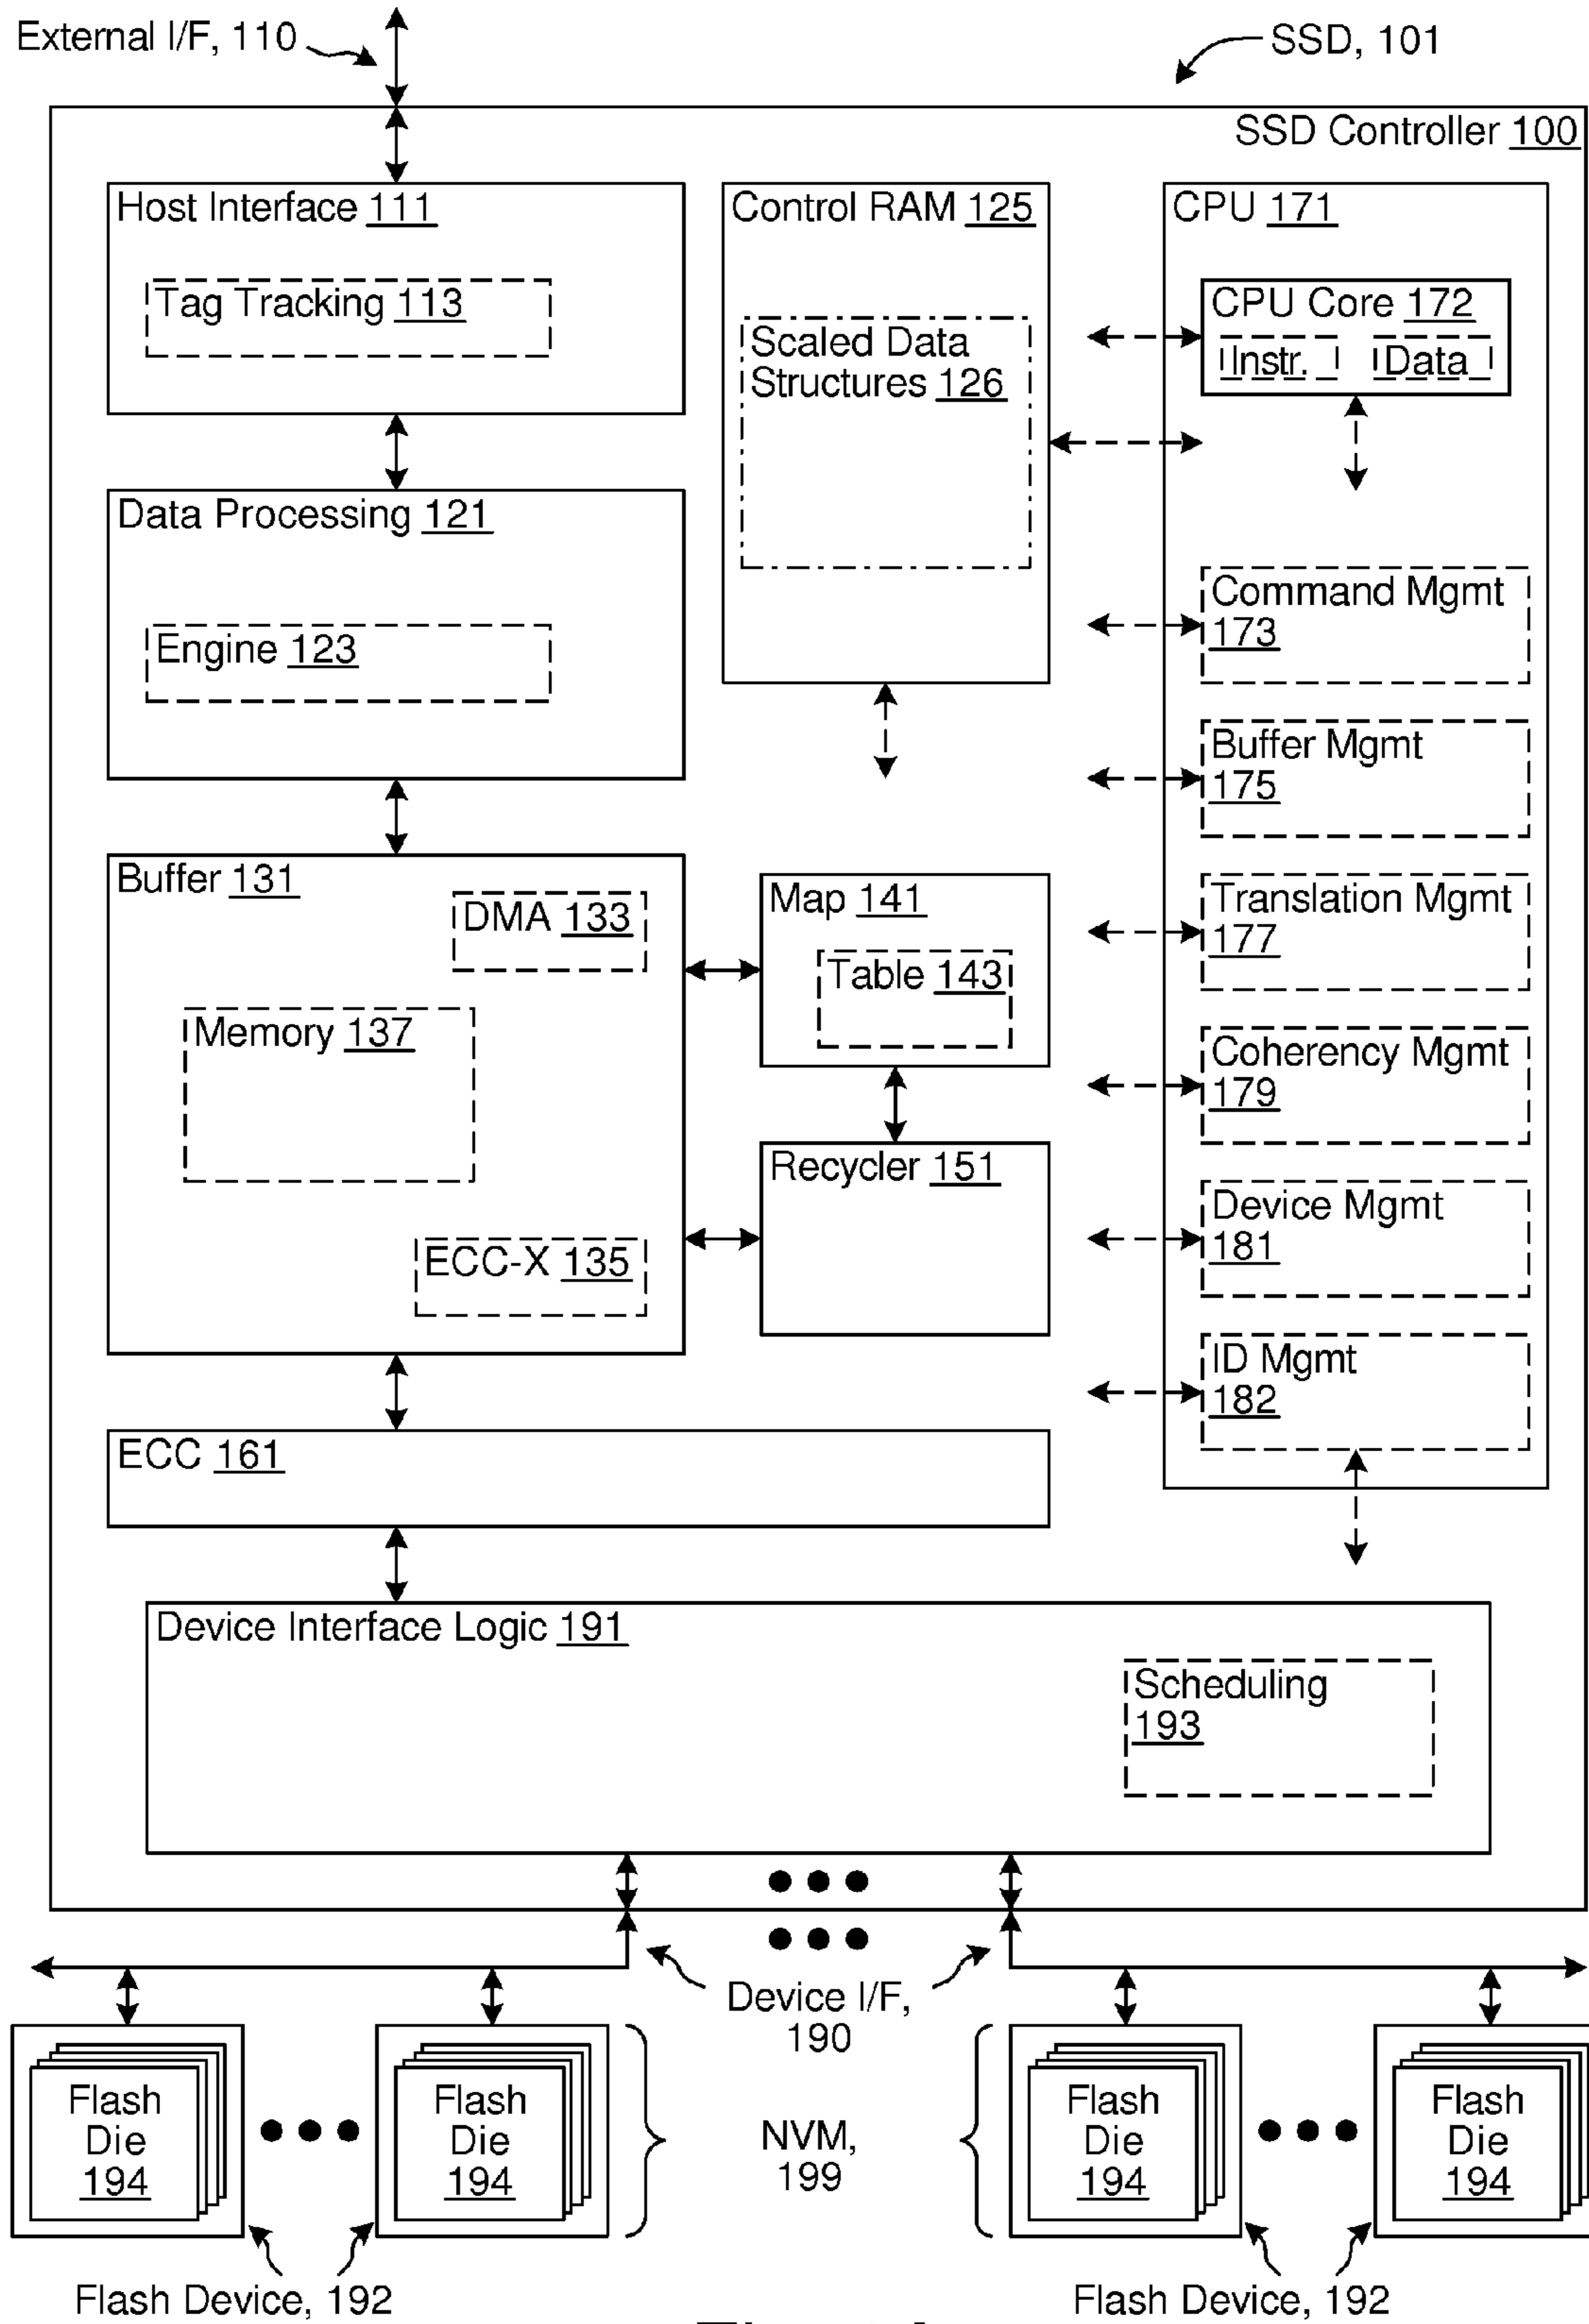 External I/F, 110
SSD, 101
SSD Controller 100
Host Interface 111
Tag Tracking 113
Control RAM 125
Scaled Data
Structures 126
CPU 171
CPU Core 172
Instr.
Data
Data Processing 121
Engine 123
Command Mgmt
173
Buffer Mgmt
175
Buffer 131
DMA 133
Memory 137
ECC-X 135
Map 141
Table 143
Translation Mgmt
177
Coherency Mgmt
179
Recycler 151
Device Mgmt
181
ID Mgmt
182
ECC 161
Device Interface Logic 191
Scheduling
193
Device I/F,
190
Flash
Die
194
Flash
Die
194
NVM,
199
Flash
Die
194
Flash
Die
194
Flash Device, 192
Flash Device, 192